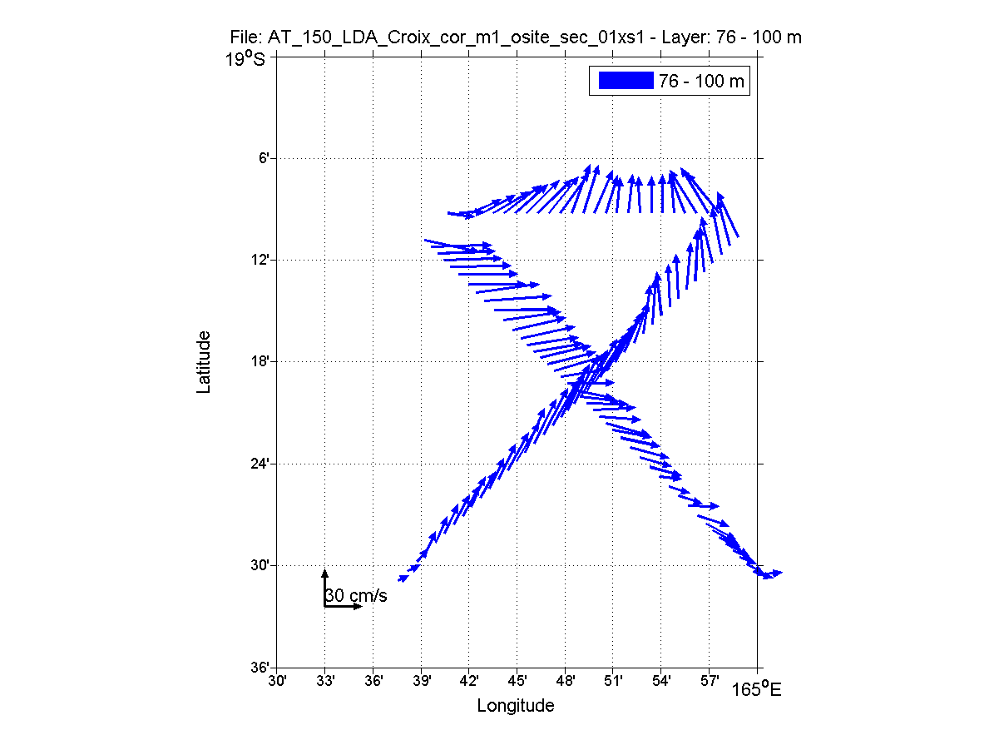 File: AT_150_LDA_Croix_cor_m1_osite_sec_01xs1 - Layer: 76 - 100 m
19°S
76 - 100 m
6'
12'
18'
24'
30'
36'
Latitude
30 cm/s
30'
33'
36'
39'
42'
45'
48'
51'
54'
57'
165°E
Longitude